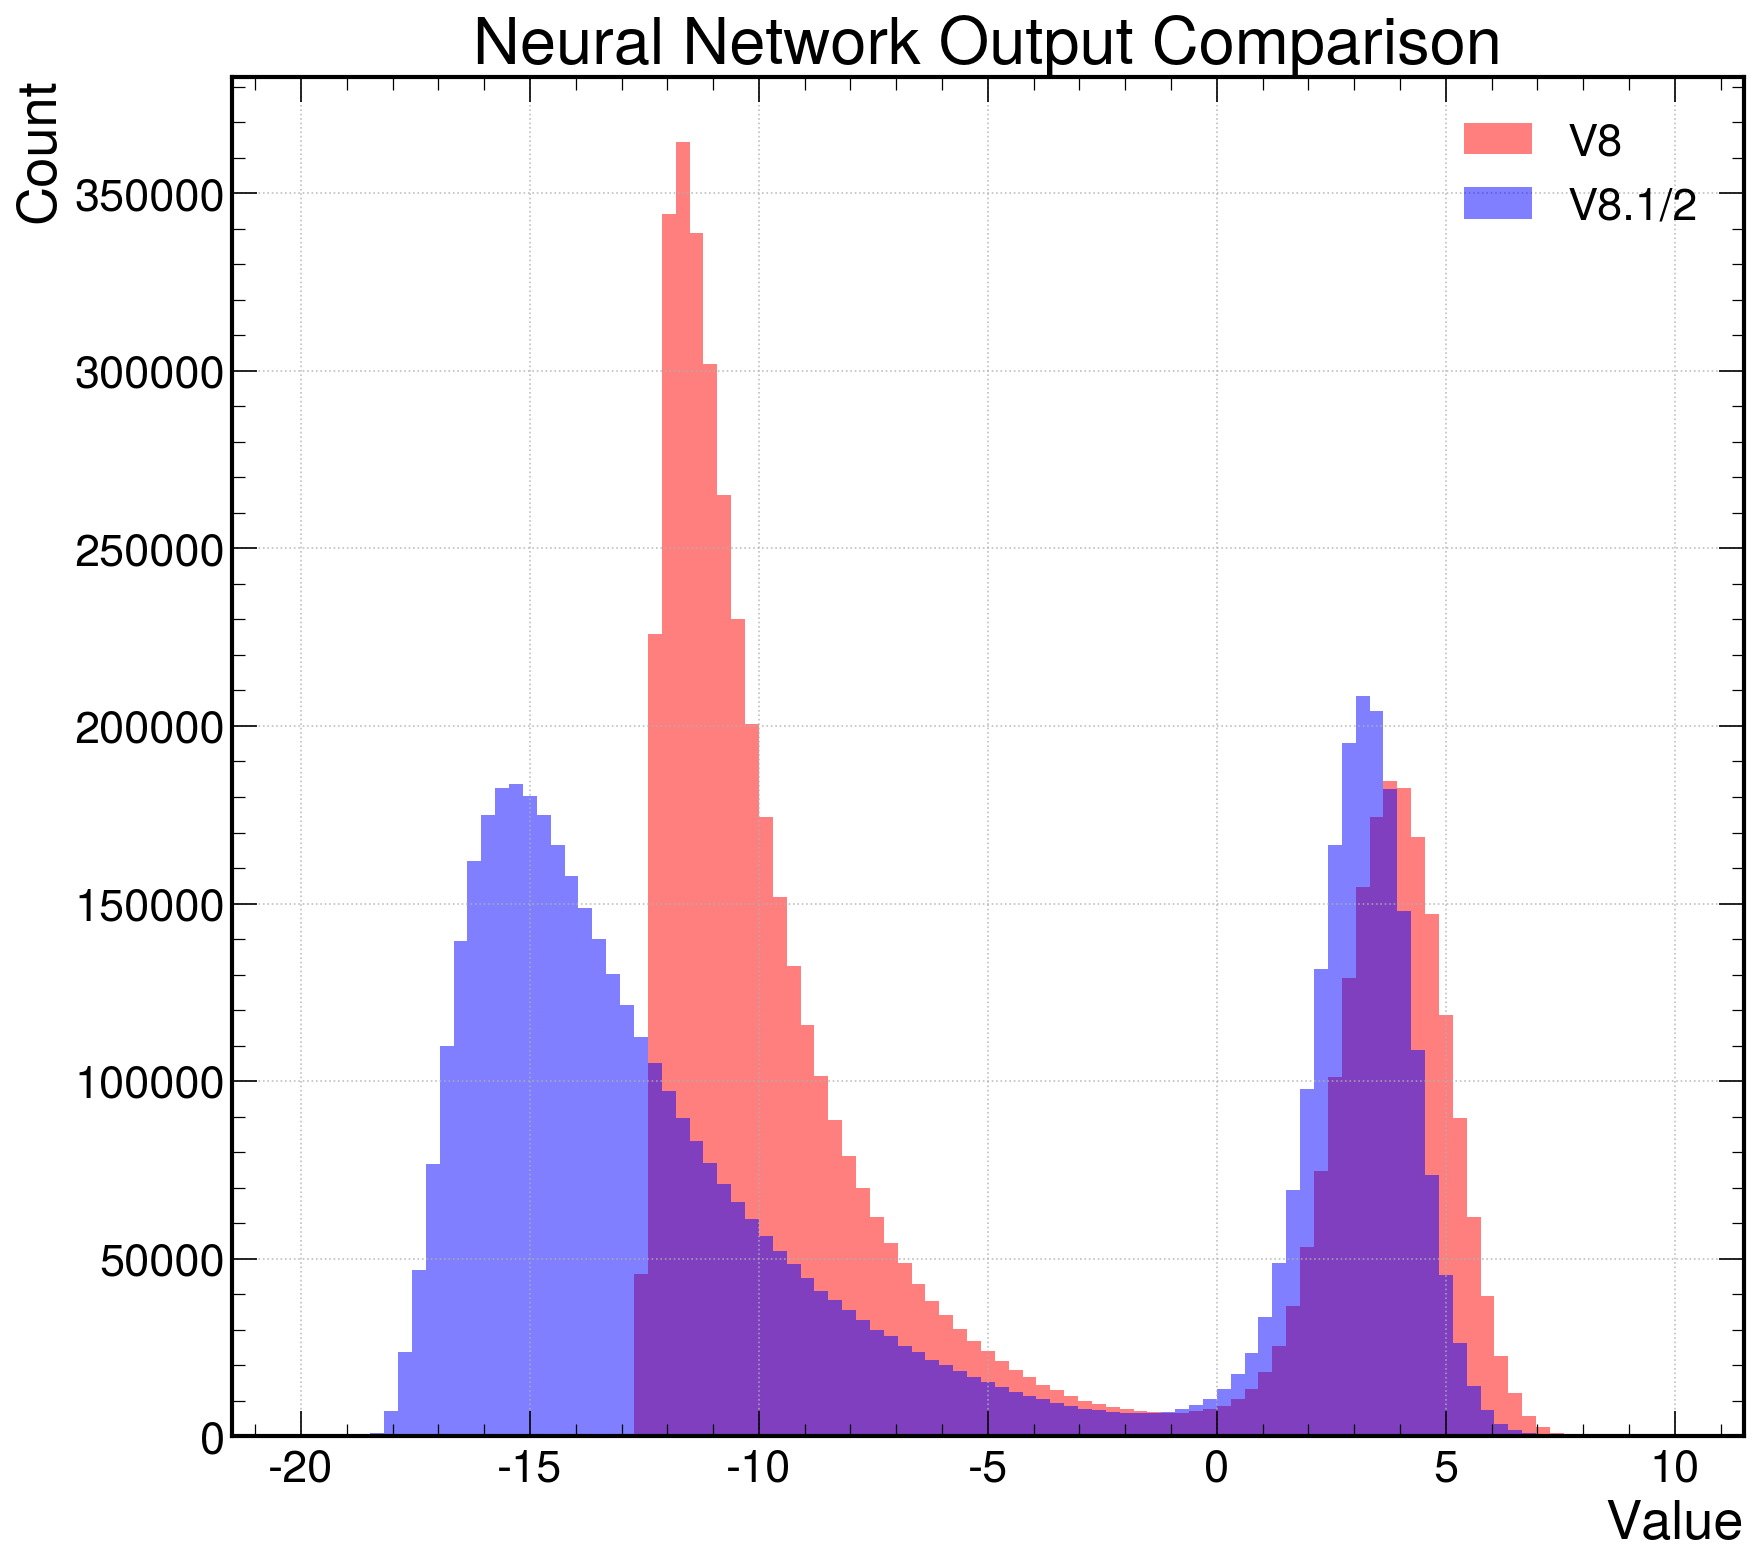 Neural Network Output Comparison
Count
V8
V8.1/2
350000
300000
250000
200000
150000
100000
50000
0
-20 -15 -10 -5 0 5 10
Value